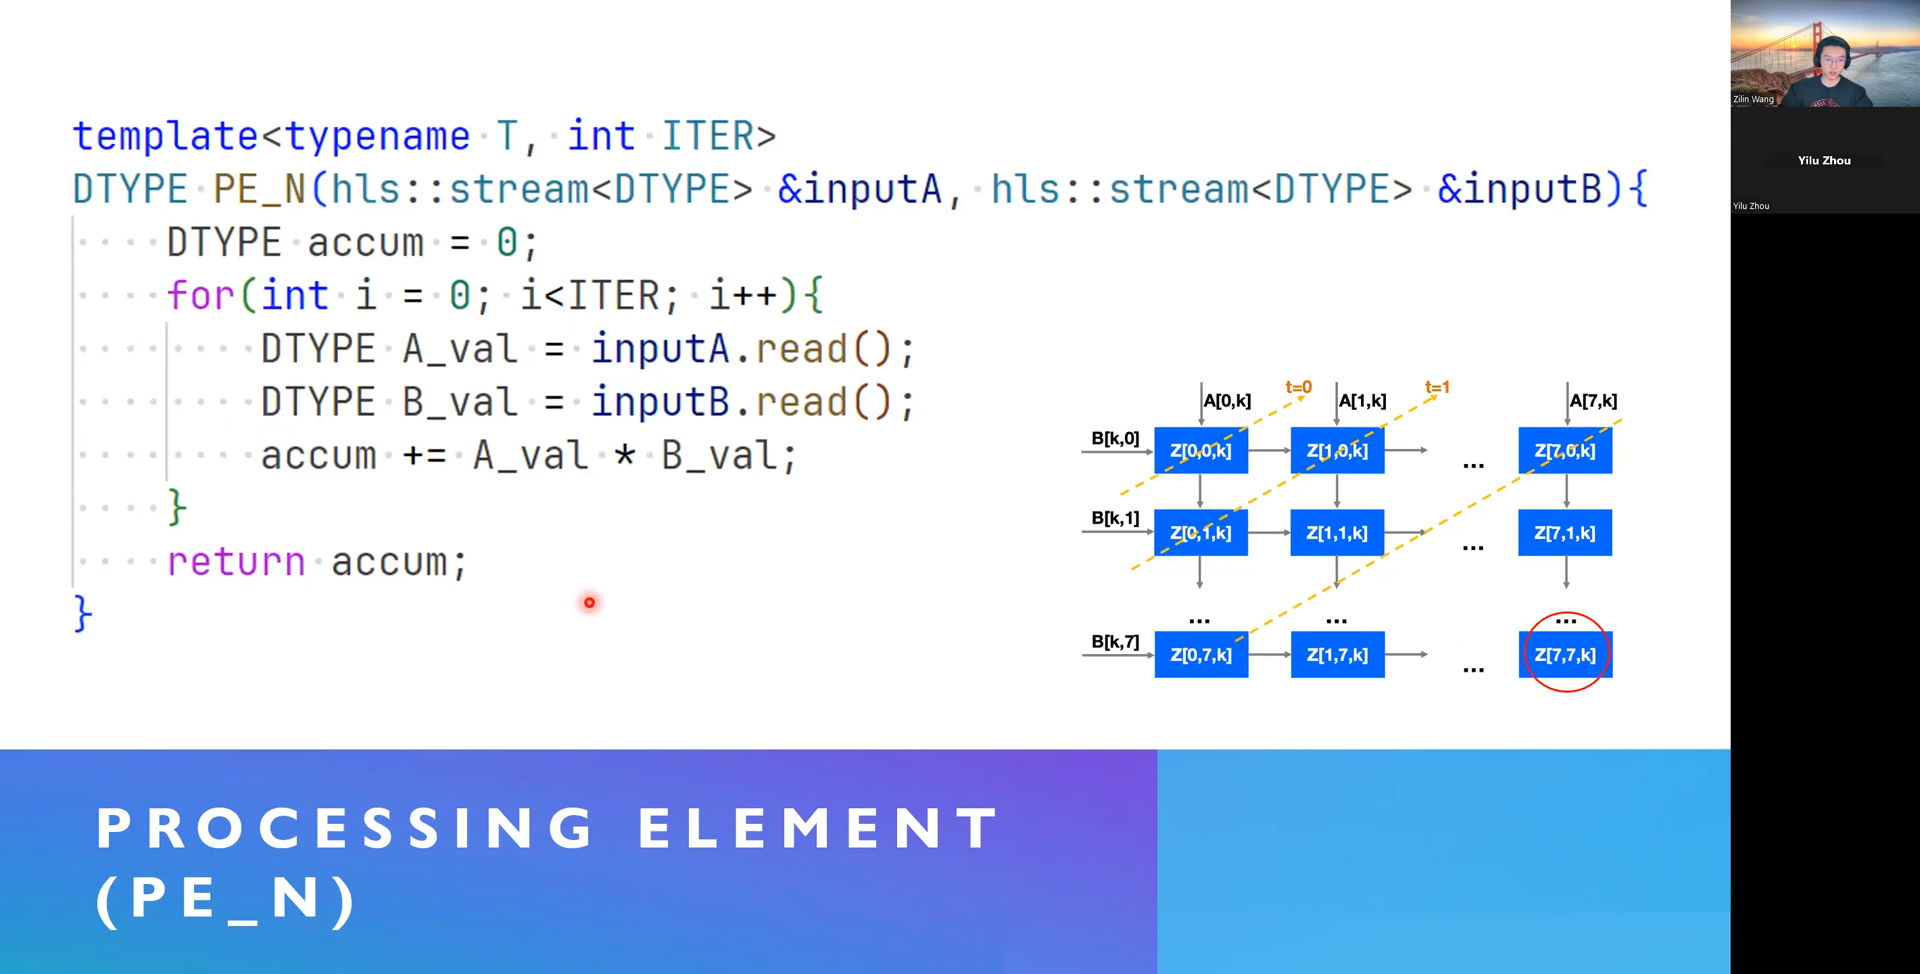 template<typename T, int ITER>
DTYPE PE_N(hls::stream<DTYPE> &inputA, hls::stream<DTYPE> &inputB){
DTYPE accum = 0;
for(int i = 0; i<ITER; i++){
DTYPE A_val = inputA.read();
DTYPE B_val = inputB.read();
accum += A_val * B_val;
}
return accum;
}
t=0
t=1
A[0,k]
A[1,k]
A[7,k]
B[k,0]
Z[0,0,k]
Z[1,0,k]
...
Z[7,0,k]
B[k,1]
Z[0,1,k]
Z[1,1,k]
...
Z[7,1,k]
...
...
...
B[k,7]
Z[0,7,k]
Z[1,7,k]
...
Z[7,7,k]
PROCESSING ELEMENT
(PE_N)
Zilin Wang
Yilu Zhou
Yilu Zhou